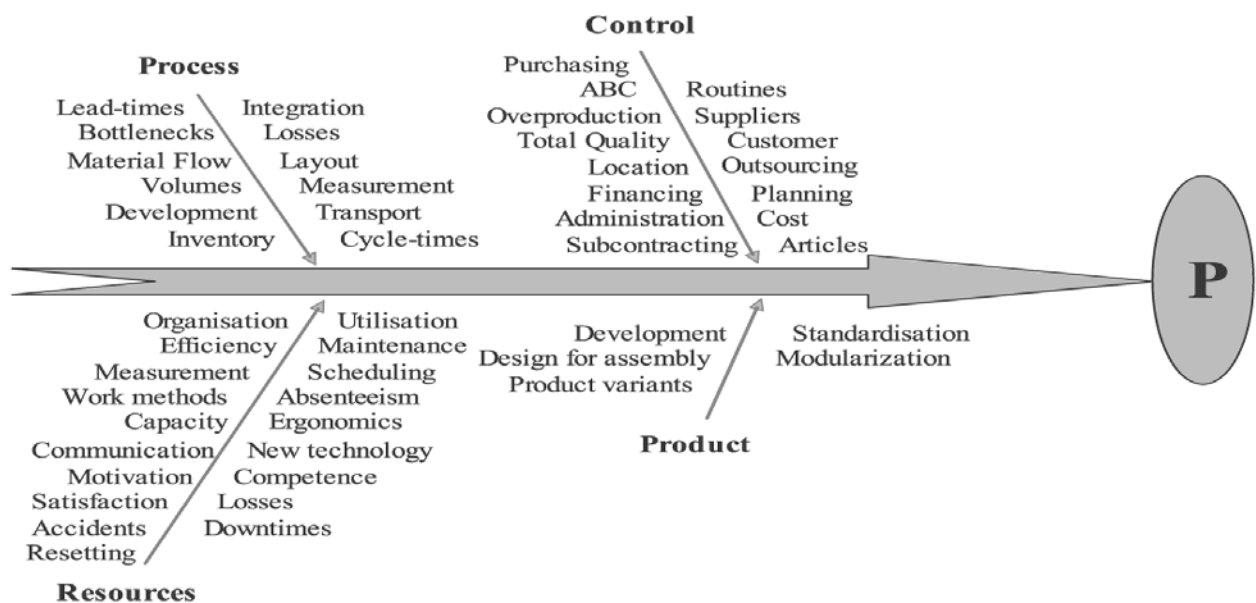 Control
Process
Purchasing
ABC
Overproduction
Total Quality
Location
Financing
Administration
Subcontracting
Routines
Suppliers
Customer
Outsourcing
Planning
Cost
Articles
Lead-times
Bottlenecks
Material Flow
Volumes
Development
Inventory
Integration
Losses
Layout
Measurement
Transport
Cycle-times
P
Organisation
Efficiency
Measurement
Work methods
Capacity
Communication
Motivation
Satisfaction
Accidents
Resetting
Utilisation
Maintenance
Scheduling
Absenteeism
Ergonomics
New technology
Competence
Losses
Downtimes
Resources
Development
Design for assembly
Product variants
Standardisation
Modularization
Product